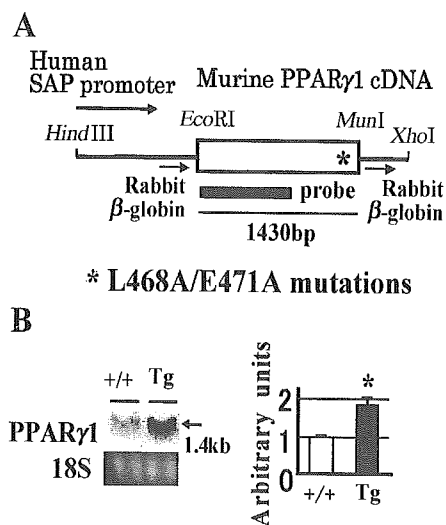 A
Human
SAP promoter
Murine PPARγ1 cDNA
HindIII
EcoRI
MunI
XhoI
*
Rabbit
β-globin
probe
Rabbit
β-globin
1430bp
* L468A/E471A mutations
B
+/+ Tg
PPARγ1
1.4kb
18S
Arbitrary units
2
1
0
*
+/+ Tg